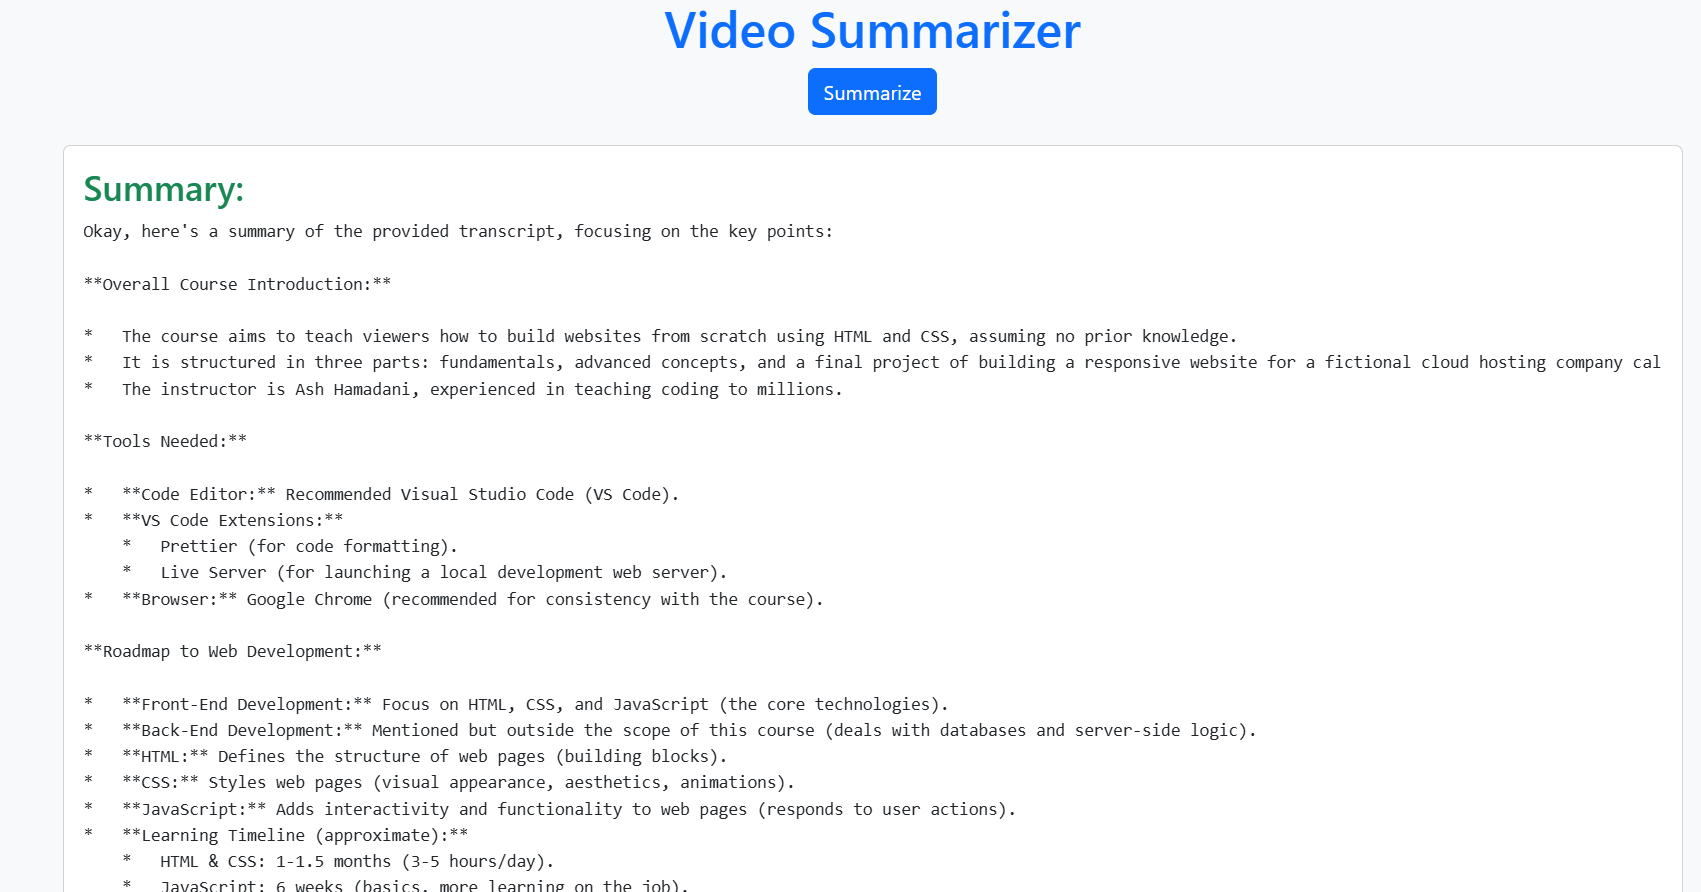 Video Summarizer
Summarize
Summary:
Okay, here's a summary of the provided transcript, focusing on the key points:
**Overall Course Introduction:**
*   The course aims to teach viewers how to build websites from scratch using HTML and CSS, assuming no prior knowledge.
*   It is structured in three parts: fundamentals, advanced concepts, and a final project of building a responsive website for a fictional cloud hosting company cal
*   The instructor is Ash Hamadani, experienced in teaching coding to millions.
**Tools Needed:**
*   **Code Editor:** Recommended Visual Studio Code (VS Code).
*   **VS Code Extensions:**
    *   Prettier (for code formatting).
    *   Live Server (for launching a local development web server).
*   **Browser:** Google Chrome (recommended for consistency with the course).
**Roadmap to Web Development:**
*   **Front-End Development:** Focus on HTML, CSS, and JavaScript (the core technologies).
*   **Back-End Development:** Mentioned but outside the scope of this course (deals with databases and server-side logic).
*   **HTML:** Defines the structure of web pages (building blocks).
*   **CSS:** Styles web pages (visual appearance, aesthetics, animations).
*   **JavaScript:** Adds interactivity and functionality to web pages (responds to user actions).
*   **Learning Timeline (approximate):**
    *   HTML & CSS: 1-1.5 months (3-5 hours/day).
    *   JavaScript: 6 weeks (basics, more learning on the job).